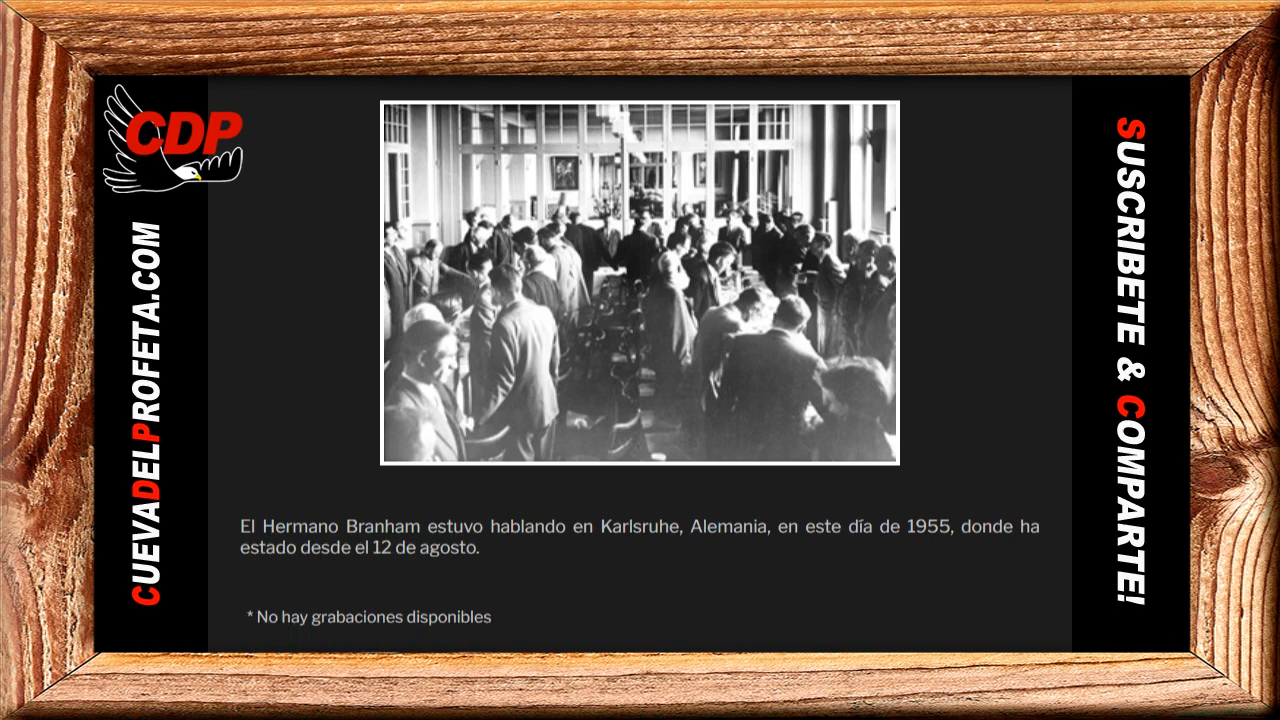 CDP
CUEVADELPROFETA.COM
SUSCRIBETE & COMPARTE!
El Hermano Branham estuvo hablando en Karlsruhe, Alemania, en este día de 1955, donde ha
estado desde el 12 de agosto.
* No hay grabaciones disponibles